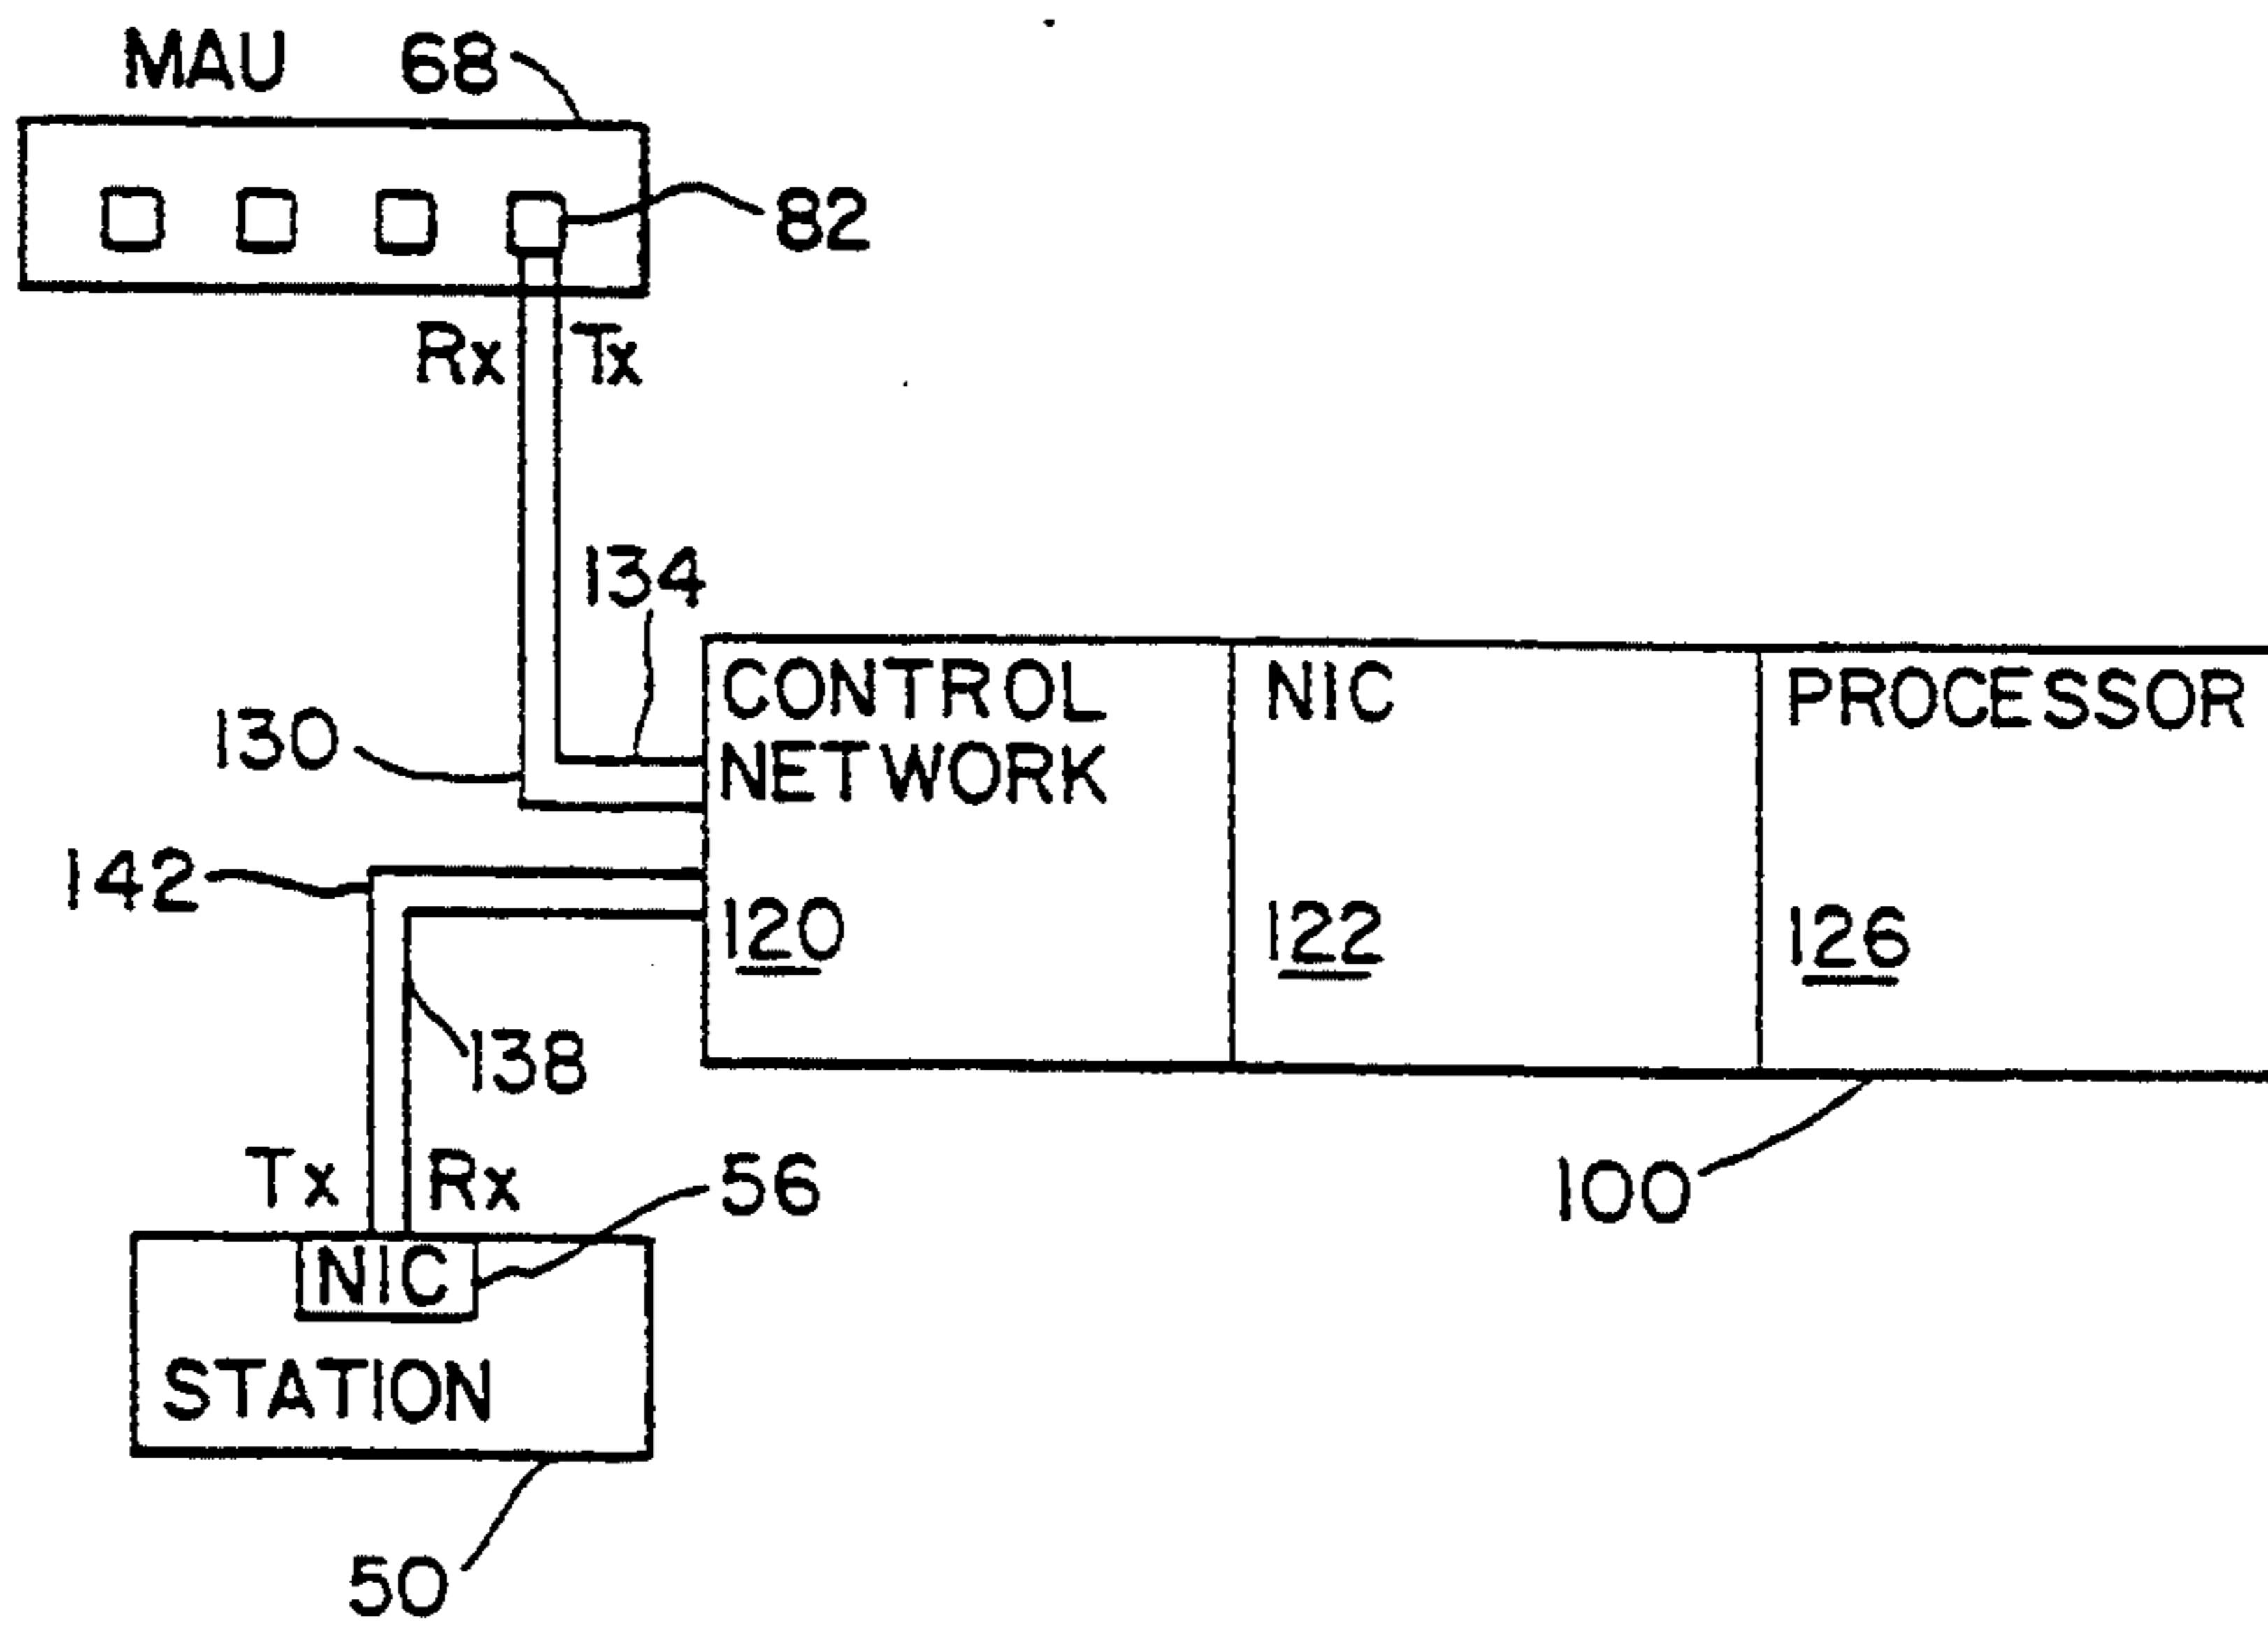 MAU 68
82
Rx Tx
134
CONTROL NETWORK
NIC
PROCESSOR
130
142
120
122
126
138
Tx Rx
56
100
NIC
STATION
50